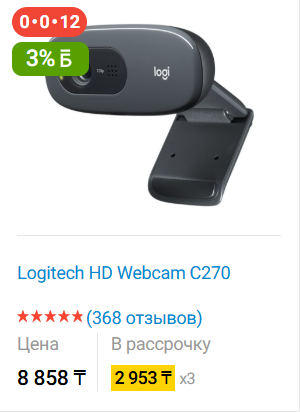 0·0·12
3% Б
logi
Logitech HD Webcam C270
(368 отзывов)
Цена В рассрочку
8 858 ₸ 2 953 ₸ x3